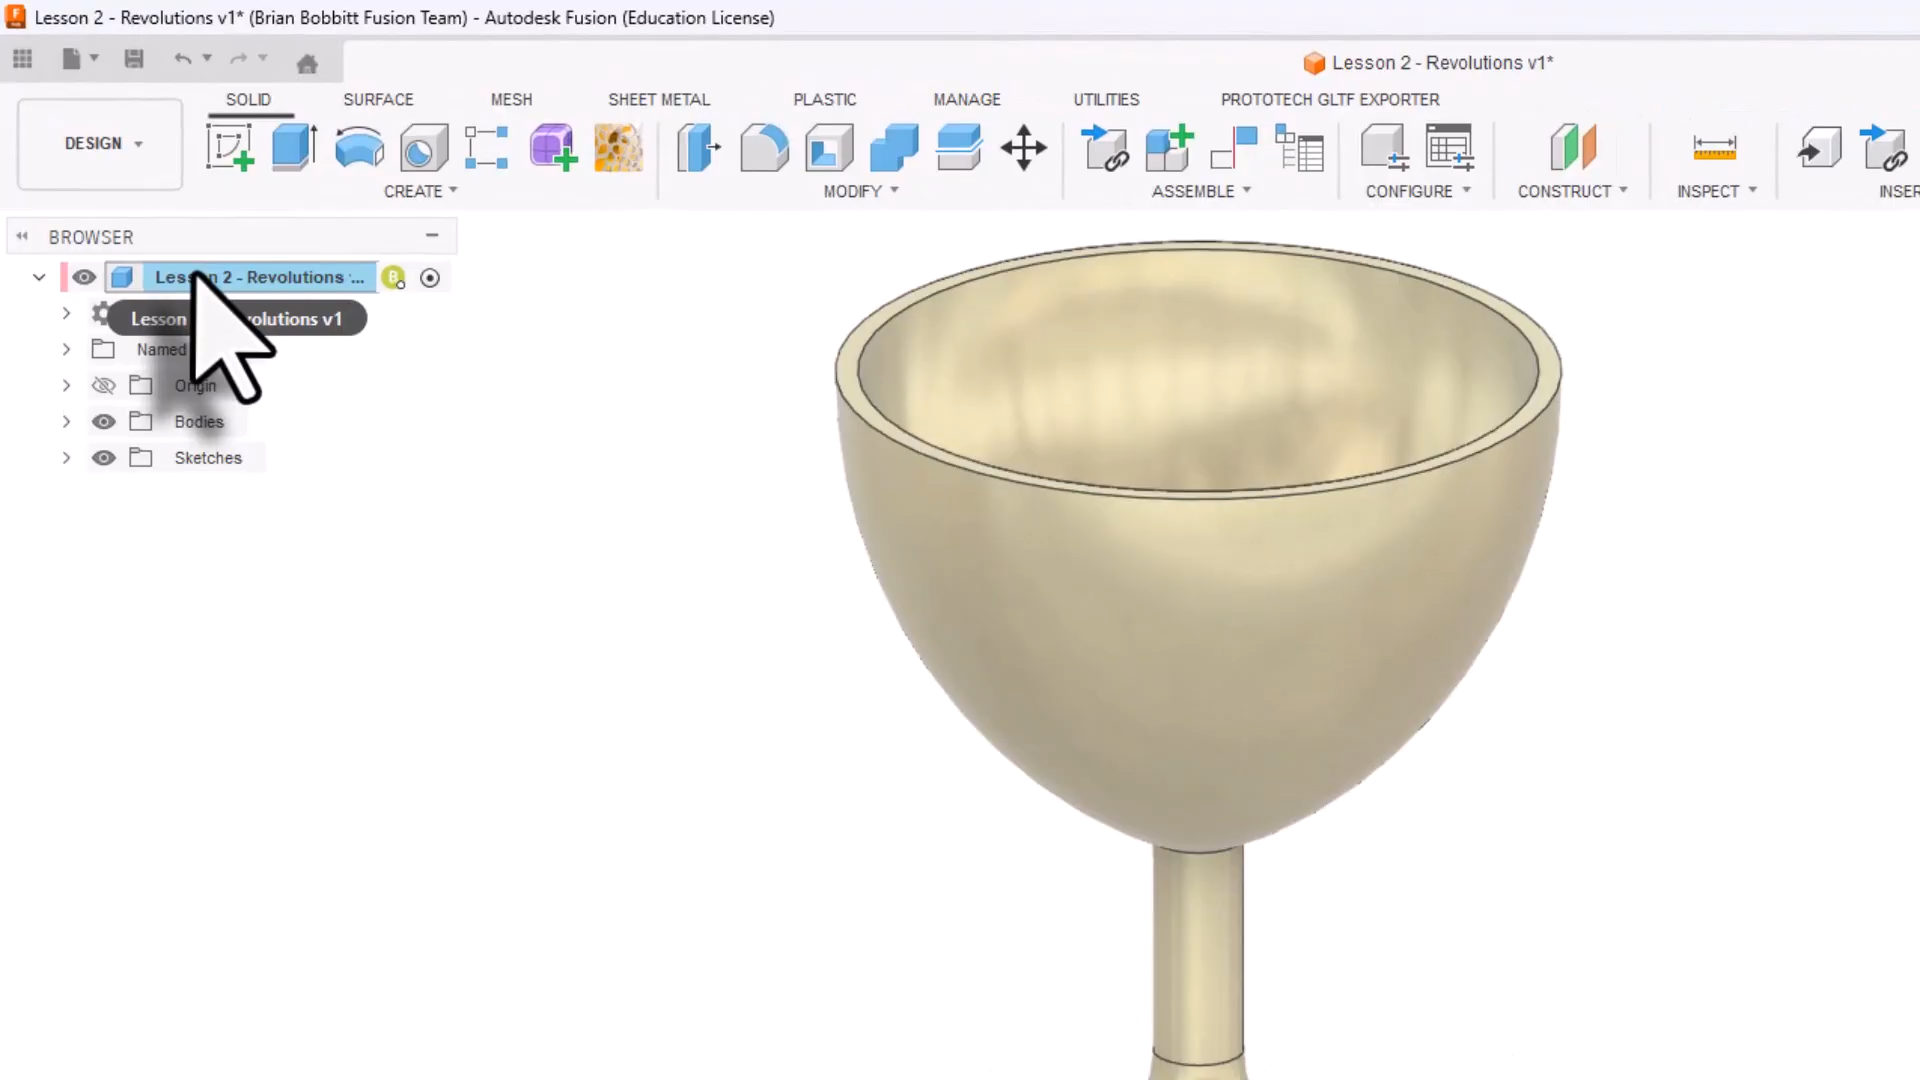 Lesson 2 - Revolutions v1* (Brian Bobbitt Fusion Team) - Autodesk Fusion (Education License)
Lesson 2 - Revolutions v1*
SOLID SURFACE MESH SHEET METAL PLASTIC MANAGE UTILITIES PROTOTECH GLTF EXPORTER
DESIGN
CREATE MODIFY ASSEMBLE CONFIGURE CONSTRUCT INSPECT INSER
BROWSER
Lesson 2 - Revolutions ...
Lesson volutions v1
Named
Origin
Bodies
Sketches